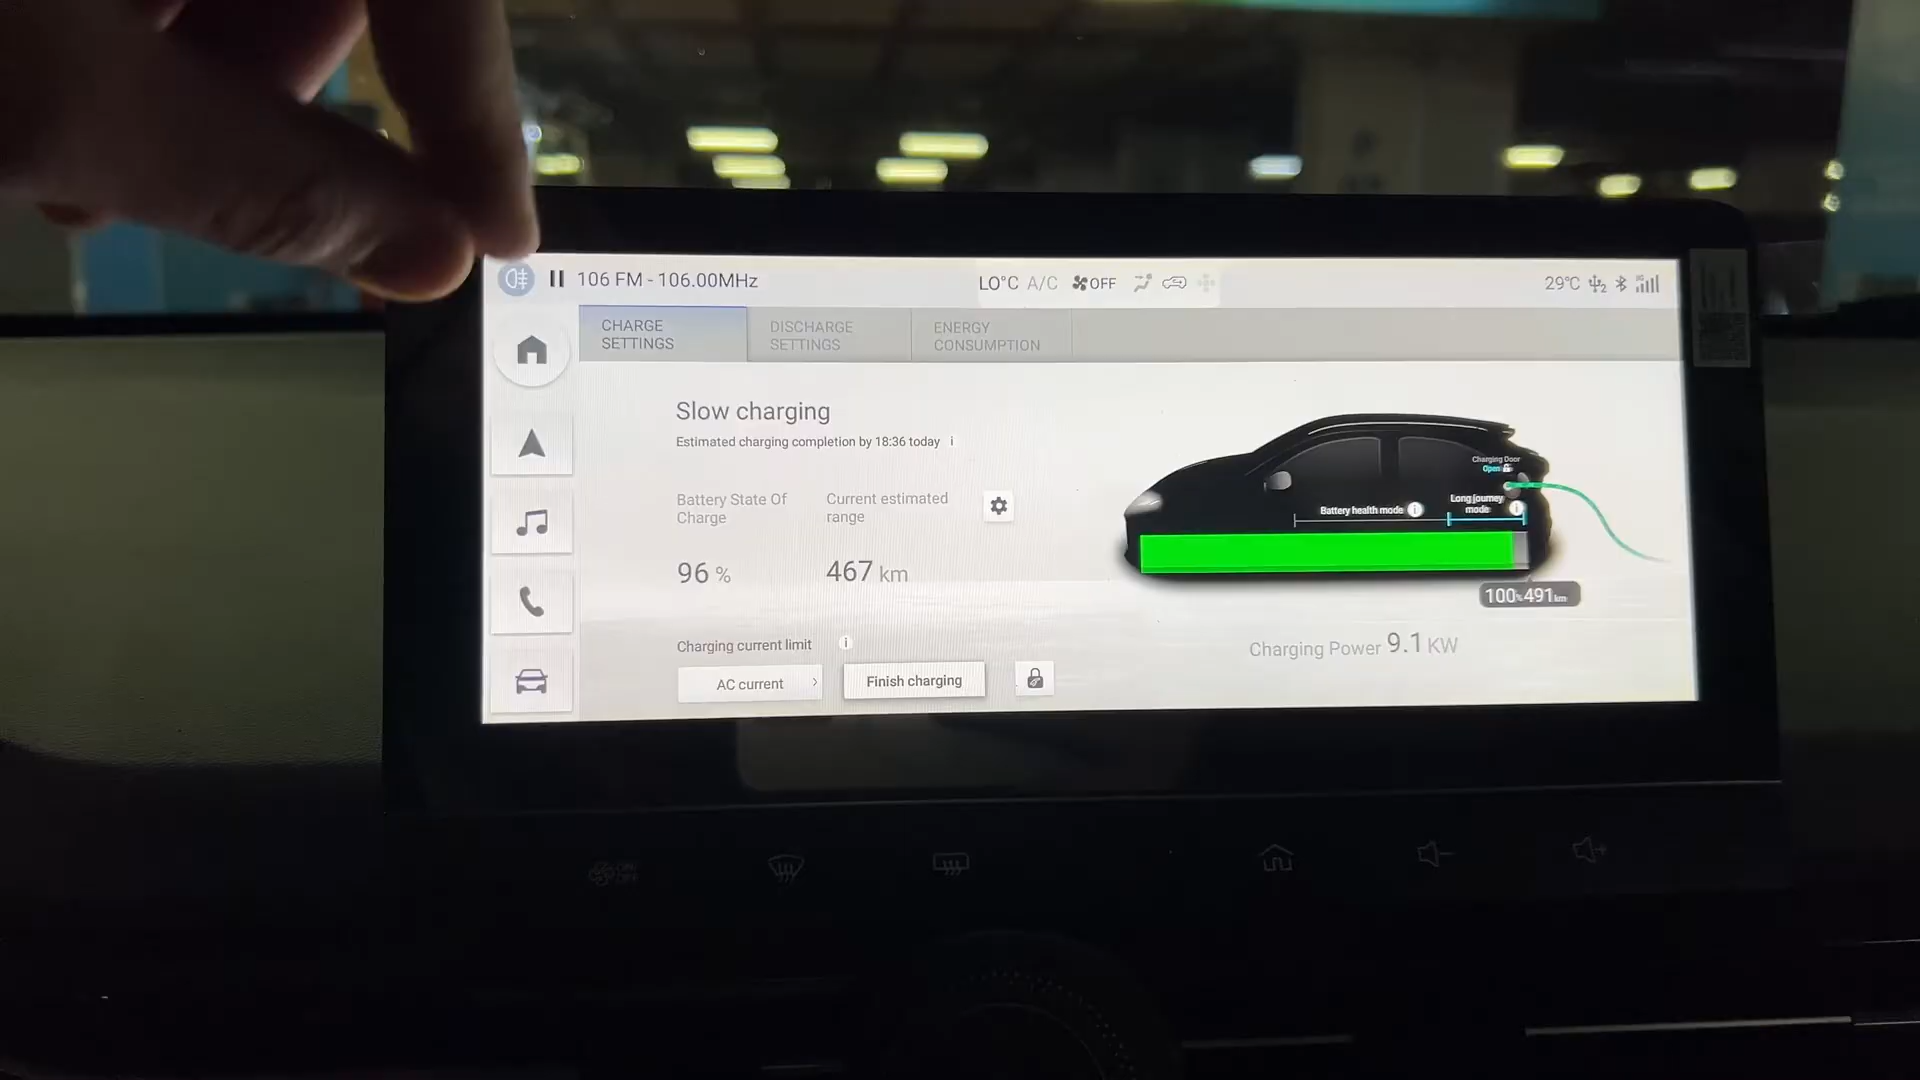 106 FM - 106.00MHz
LO°C A/C OFF
29°C
CHARGE
SETTINGS
DISCHARGE
SETTINGS
ENERGY
CONSUMPTION
Slow charging
Estimated charging completion by 18:36 today i
Battery State Of
Charge
Current estimated
range
96 %
467 km
Charging current limit i
AC current
Finish charging
Charging Door
Open
Battery health mode i
Long journey
mode i
100% 491km
Charging Power 9.1 KW